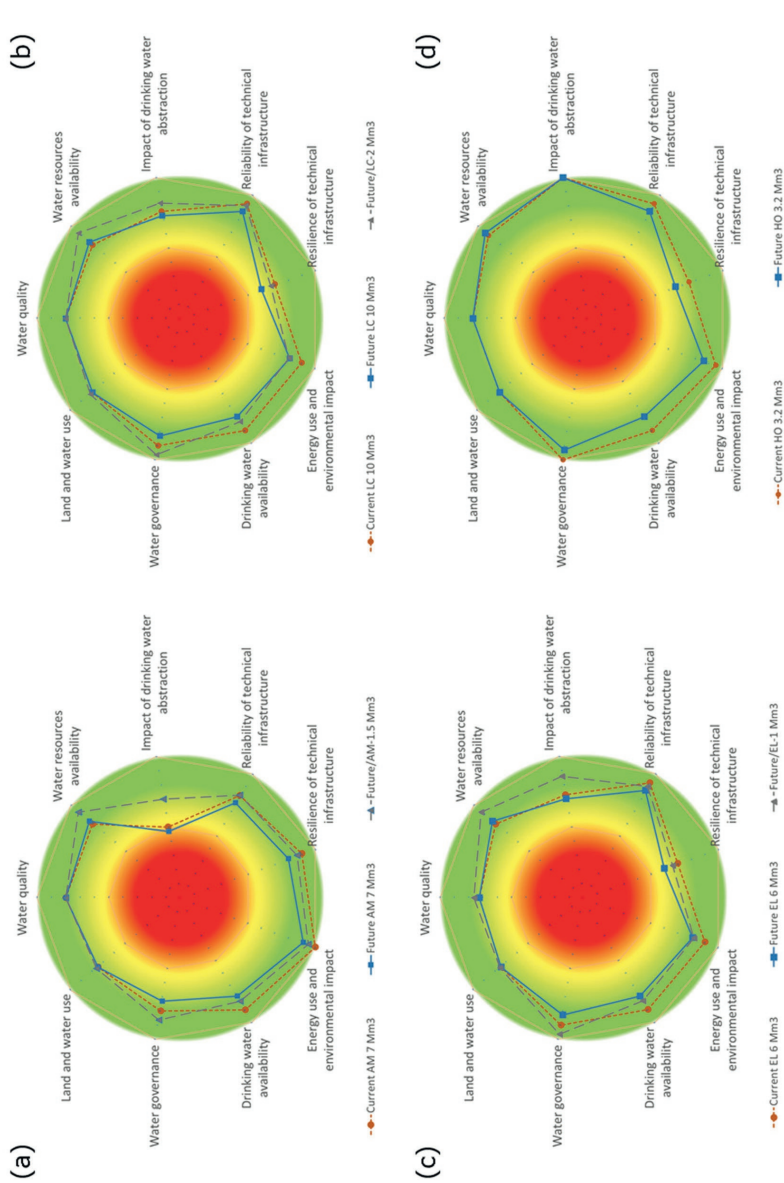 (a)
Water quality
Water resources
availability
Impact of drinking water
abstraction
Reliability of technical
infrastructure
Resilience of technical
infrastructure
Energy use and
environmental impact
Drinking water
availability
Water governance
Land and water use
Current AM 7 Mm3
Future AM 7 Mm3
Future/AM-1.5 Mm3
(b)
Water quality
Water resources
availability
Impact of drinking water
abstraction
Reliability of technical
infrastructure
Resilience of technical
infrastructure
Energy use and
environmental impact
Drinking water
availability
Water governance
Land and water use
Current LC 10 Mm3
Future LC 10 Mm3
Future/LC-2 Mm3
(c)
Water quality
Water resources
availability
Impact of drinking water
abstraction
Reliability of technical
infrastructure
Resilience of technical
infrastructure
Energy use and
environmental impact
Drinking water
availability
Water governance
Land and water use
Current EL 6 Mm3
Future EL 6 Mm3
Future/EL-1 Mm3
(d)
Water quality
Water resources
availability
Impact of drinking water
abstraction
Reliability of technical
infrastructure
Resilience of technical
infrastructure
Energy use and
environmental impact
Drinking water
availability
Water governance
Land and water use
Current HO 3.2 Mm3
Future HO 3.2 Mm3